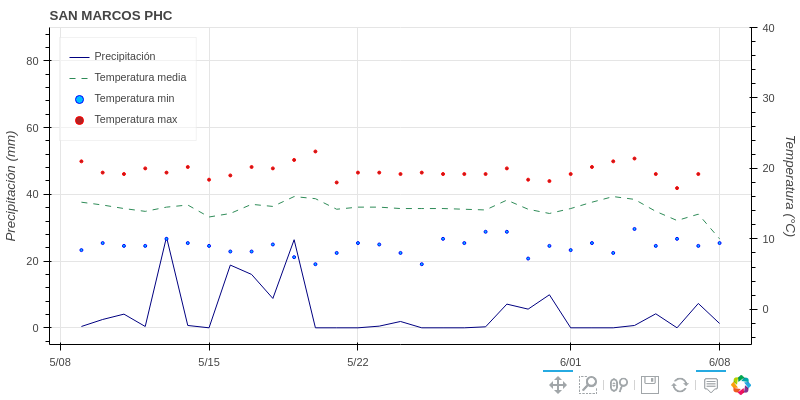 SAN MARCOS PHC
Precipitación
Temperatura media
Temperatura min
Temperatura max
Precipitación (mm)
80
60
40
20
0
40
30
20
10
0
Temperatura (°C)
5/08
5/15
5/22
6/01
6/08